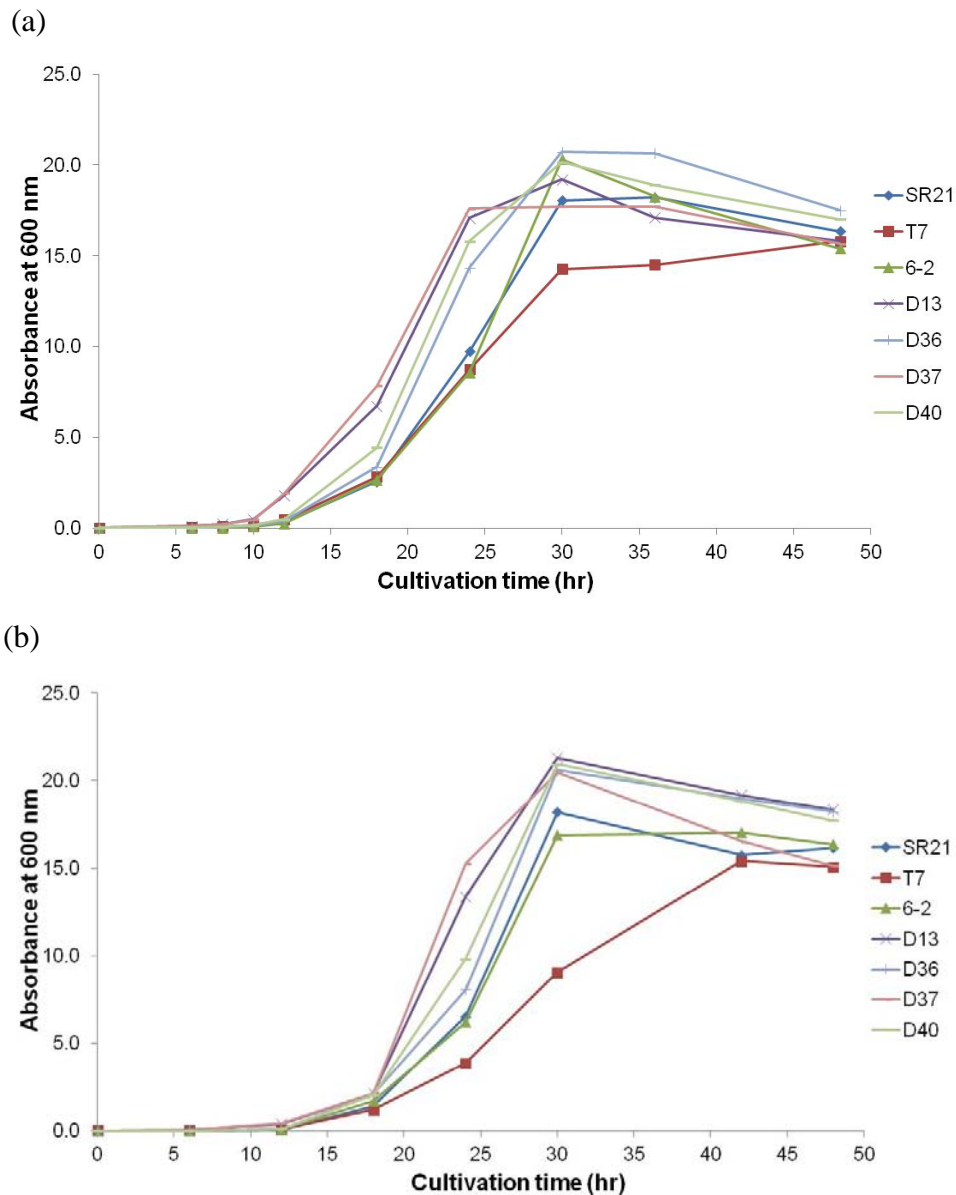 (a)
25.0
20.0
15.0
10.0
5.0
0.0
Absorbance at 600 nm
0 5 10 15 20 25 30 35 40 45 50
Cultivation time (hr)
SR21
T7
6-2
D13
D36
D37
D40
(b)
25.0
20.0
15.0
10.0
5.0
0.0
Absorbance at 600 nm
0 5 10 15 20 25 30 35 40 45 50
Cultivation time (hr)
SR21
T7
6-2
D13
D36
D37
D40